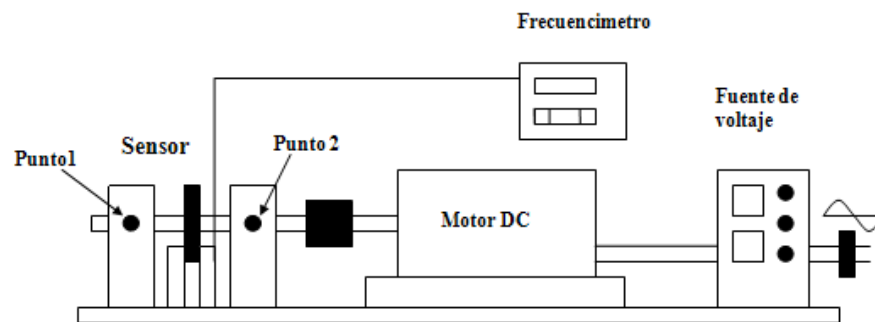 Frecuencimetro
Fuente de
voltaje
Sensor
Punto 2
Punto1
Motor DC